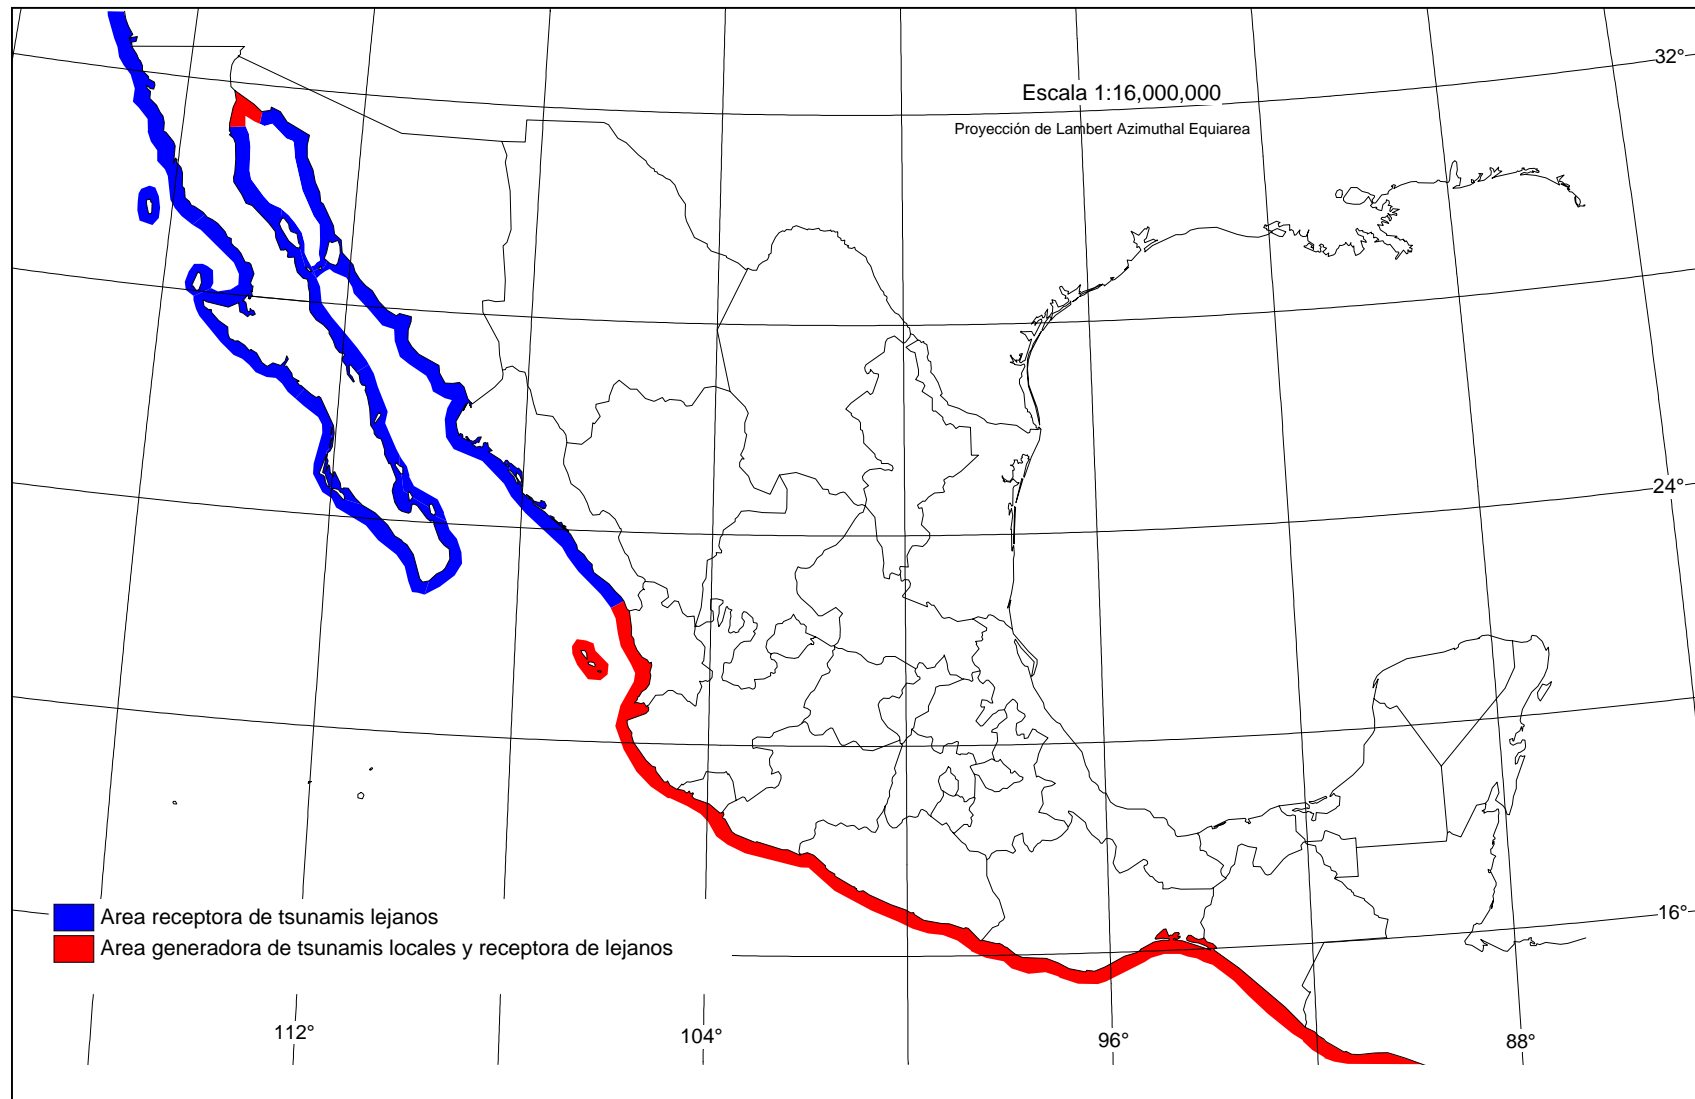 32°
Escala 1:16,000,000
Proyección de Lambert Azimuthal Equiarea
24°
16°
Area receptora de tsunamis lejanos
Area generadora de tsunamis locales y receptora de lejanos
112°
104°
96°
88°